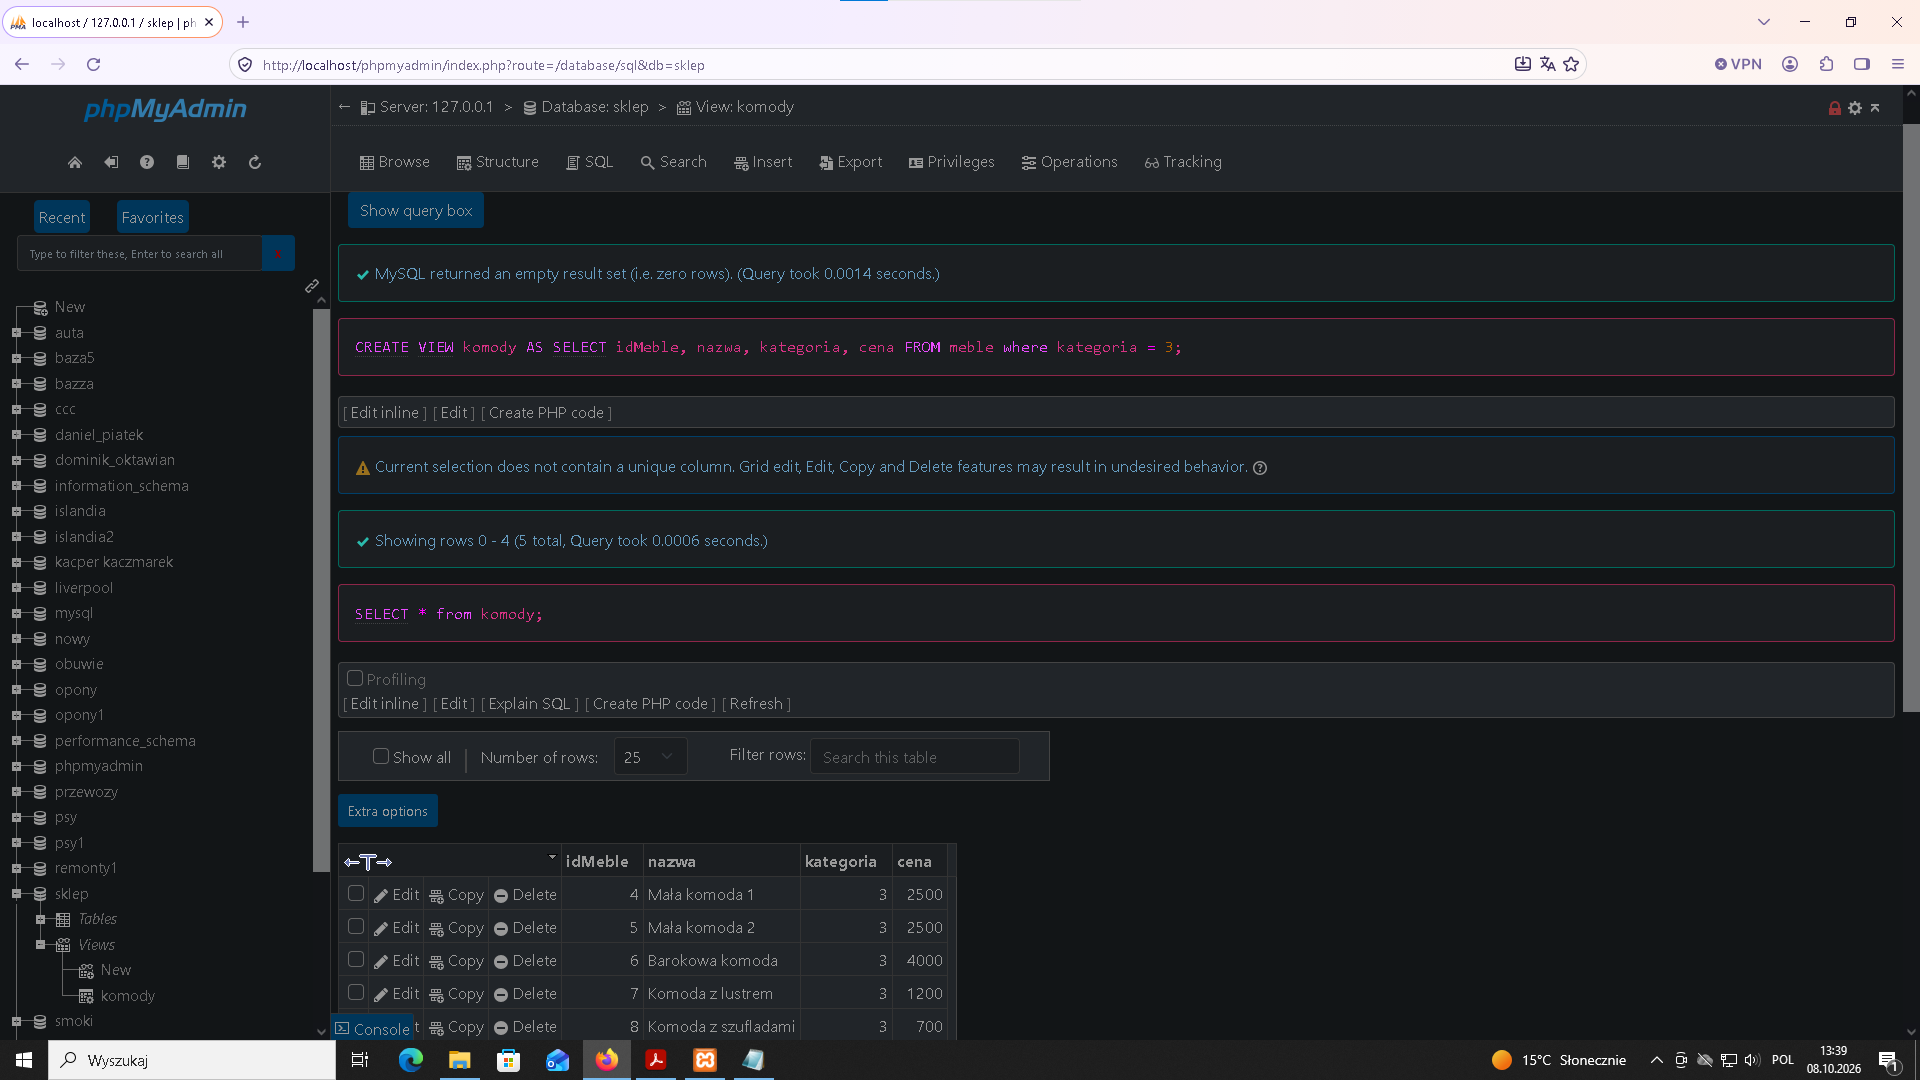 localhost / 127.0.0.1 / sklep | ph
http://localhost/phpmyadmin/index.php?route=/database/sql&db=sklep
VPN
phpMyAdmin
Recent Favorites
Type to filter these, Enter to search all X
New
auta
baza5
bazza
ccc
daniel_piatek
dominik_oktawian
information_schema
islandia
islandia2
kacper kaczmarek
liverpool
mysql
nowy
obuwie
opony
opony1
performance_schema
phpmyadmin
przewozy
psy
psy1
remonty1
sklep
Tables
Views
New
komody
smoki
Server: 127.0.0.1 > Database: sklep > View: komody
Browse Structure SQL Search Insert Export Privileges Operations Tracking
Show query box
MySQL returned an empty result set (i.e. zero rows). (Query took 0.0014 seconds.)
CREATE VIEW komody AS SELECT idMeble, nazwa, kategoria, cena FROM meble where kategoria = 3;
[ Edit inline ] [ Edit ] [ Create PHP code ]
Current selection does not contain a unique column. Grid edit, Edit, Copy and Delete features may result in undesired behavior.
Showing rows 0 - 4 (5 total, Query took 0.0006 seconds.)
SELECT * from komody;
Profiling
[ Edit inline ] [ Edit ] [ Explain SQL ] [ Create PHP code ] [ Refresh ]
Show all | Number of rows: 25 Filter rows: Search this table
Extra options
←T→ idMeble nazwa kategoria cena
Edit Copy Delete 4 Mała komoda 1 3 2500
Edit Copy Delete 5 Mała komoda 2 3 2500
Edit Copy Delete 6 Barokowa komoda 3 4000
Edit Copy Delete 7 Komoda z lustrem 3 1200
Copy Delete 8 Komoda z szufladami 3 700
Console
Wyszukaj
15°C Słonecznie
POL
13:39
08.10.2026
1